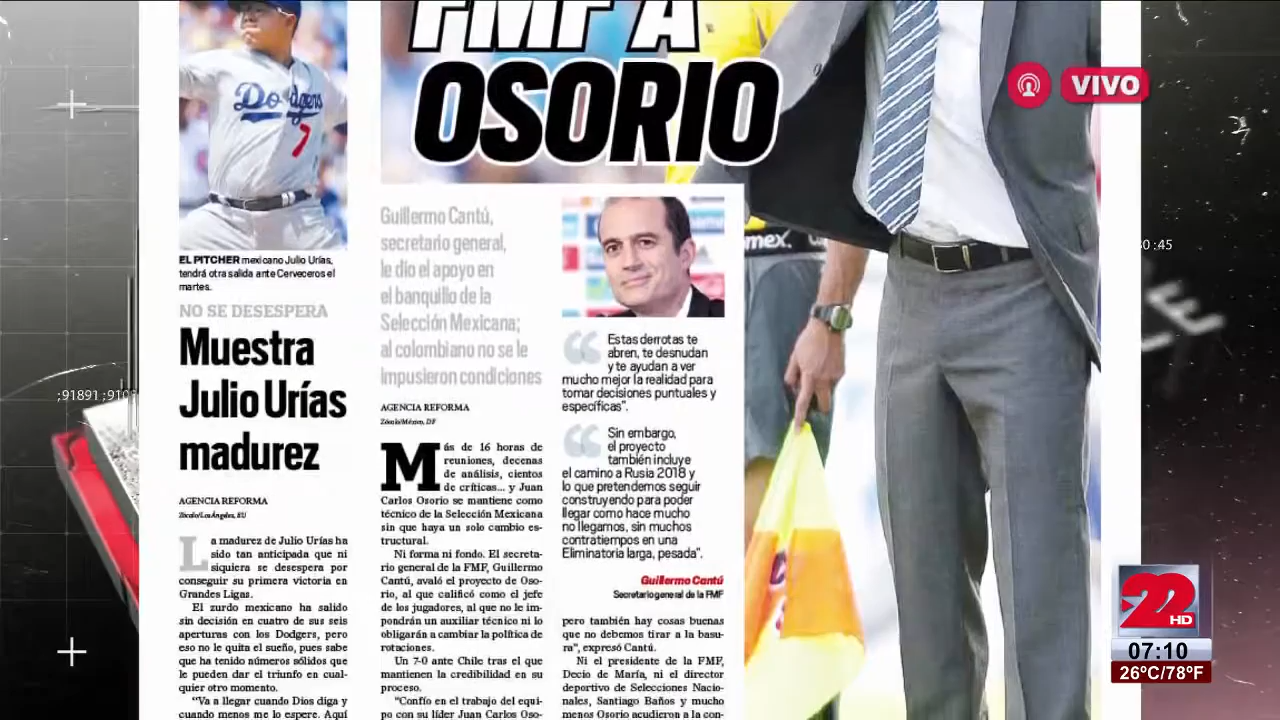 FMF A
OSORIO
VIVO
Dodgers
7
EL PITCHER mexicano Julio Urías,
tendrá otra salida ante Cerveceros el
martes.
NO SE DESESPERA
Muestra
Julio Urías
madurez
AGENCIA REFORMA
Zócalo/Los Ángeles, EU
La madurez de Julio Urías ha
sido tan anticipada que ni
siquiera se desespera por
conseguir su primera victoria en
Grandes Ligas.
El zurdo mexicano ha salido
sin decisión en cuatro de sus seis
aperturas con los Dodgers, pero
eso no le quita el sueño, pues sabe
que ha tenido números sólidos que
le pueden dar el triunfo en cual-
quier otro momento.
"Va a llegar cuando Dios diga y
cuando menos me lo espere. Aquí
Guillermo Cantú,
secretario general,
le dio el apoyo en
el banquillo de la
Selección Mexicana;
al colombiano no se le
impusieron condiciones
AGENCIA REFORMA
Zócalo/México, DF
Más de 16 horas de
reuniones, decenas
de análisis, cientos
de críticas... y Juan
Carlos Osorio se mantiene como
técnico de la Selección Mexicana
sin que haya un solo cambio es-
tructural.
Ni forma ni fondo. El secreta-
rio general de la FMF, Guillermo
Cantú, avaló el proyecto de Oso-
rio, al que calificó como el jefe
de los jugadores, al que no le im-
pondrán un auxiliar técnico ni lo
obligarán a cambiar la política de
rotaciones.
Un 7-0 ante Chile tras el que
mantienen la credibilidad en su
proceso.
"Confío en el trabajo del equi-
po con su líder Juan Carlos Oso-
“ Estas derrotas te
abren, te desnudan
y te ayudan a ver
mucho mejor la realidad para
tomar decisiones puntuales y
específicas”.
“ Sin embargo,
el proyecto
también incluye
el camino a Rusia 2018 y
lo que pretendemos seguir
construyendo para poder
llegar como hace mucho
no llegamos, sin muchos
contratiempos en una
Eliminatoria larga, pesada”.
Guillermo Cantú
Secretario general de la FMF
pero también hay cosas buenas
que no debemos tirar a la basu-
ra", expresó Cantú.
Ni el presidente de la FMF,
Decio de María, ni el director
deportivo de Selecciones Nacio-
nales, Santiago Baños y mucho
menos Osorio acudieron a la con-
mex.
;91891 ;910
0 :45
22
HD
07:10
26°C/78°F